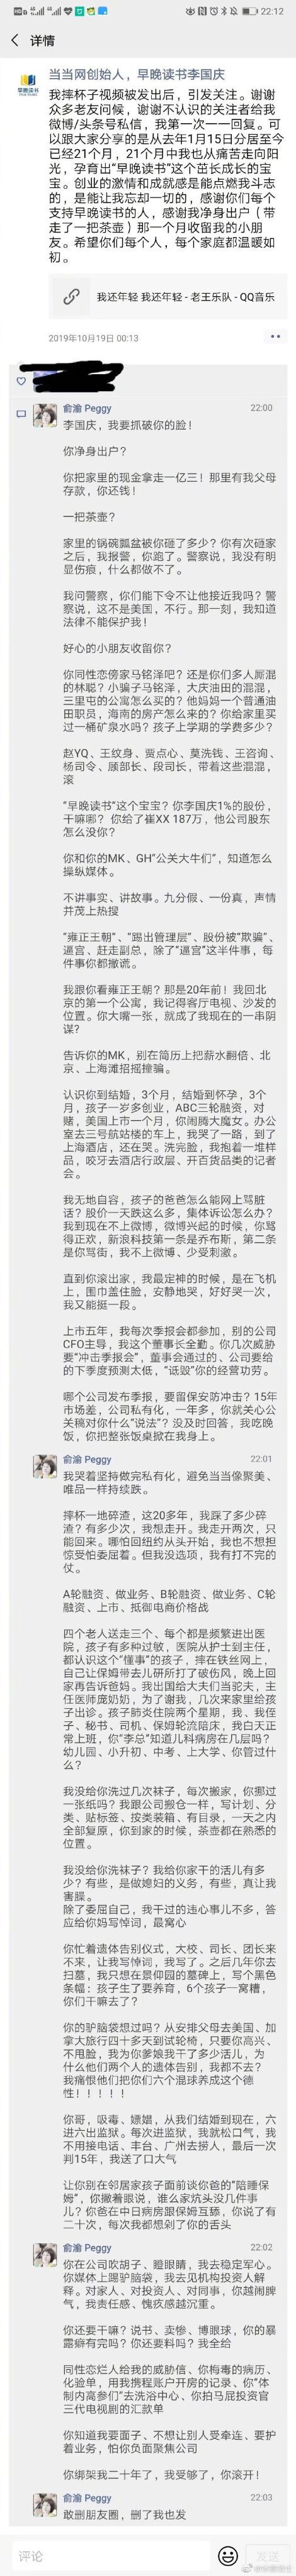 22:12
详情
早晚读书
当当网创始人，早晚读书李国庆
我摔杯子视频被发出后，引发关注。谢谢
众多老友问候，谢谢不认识的关注者给我
微博/头条号私信，我第一次一一回复。可
以跟大家分享的是从去年1月15日分居至今
已经21个月，21个月中我也从痛苦走向阳
光，孕育出“早晚读书”这个茁长成长的宝
宝。创业的激情和成就感是能点燃我斗志
的，是能让我忘却一切的，感谢你们每个
支持早晚读书的人，感谢我净身出户（带
走了一把茶壶）那一个月收留我的小朋
友。希望你们每个人，每个家庭都温暖如
初。
我还年轻 我还年轻 - 老王乐队 - QQ音乐
2019年10月19日 00:13
俞渝 Peggy
22:00
李国庆，我要抓破你的脸！
你净身出户？
你把家里的现金拿走一亿三！那里有我父母
存款，你还钱！
一把茶壶？
家里的锅碗瓢盆被你砸了多少？你有次砸家
之后，我报警，你跑了。警察说，我没有明
显伤痕，什么都做不了。
我问警察，你们能下令不让他接近我吗？警
察说，这不是美国，不行。那一刻，我知道
法律不能保护我！
好心的小朋友收留你？
你同性恋傍家马铭泽吧？还是你们多人厮混
的林聪？小骗子马铭泽，大庆油田的混混，
三里屯的公寓怎么买的？他妈妈一个普通油
田职员，海南的房产怎么来的？你给家里买
过一桶矿泉水吗？孩子上学期的学费多少？
赵YQ、王纹身、贾点心、莫洗钱、王咨询、
杨司令、顾部长、段司长，带着这些混混，
滚
“早晚读书”这个宝宝？你李国庆1%的股份，
干嘛哪？你给了崔XX 187万，他公司股东
怎么没你？
你和你的MK、GH“公关大牛们”，知道怎么
操纵媒体。
不讲事实、讲故事。九分假、一份真，声情
并茂上热搜
“雍正王朝”、“踢出管理层”、股份被“欺骗”、
逼宫、赶走副总，除了“逼宫”这半件事，每
件事你都撒谎。
我跟你看雍正王朝？那是20年前！我回北
京的第一个公寓，我记得客厅电视、沙发的
位置。你大嘴一张，就成了我现在的一串阴
谋？
告诉你的MK，别在简历上把薪水翻倍、北
京、上海滩招摇撞骗。
认识你到结婚，3个月，结婚到怀孕，3个
月，孩子一岁多创业，ABC三轮融资，对
赌，美国上市一个月，你闹腾大魔女。办公
室去三号航站楼的车上，我哭了一路，到了
上海酒店，还在哭。洗完脸，我抱着一堆样
品，咬牙去酒店行政层、开百货品类的记者
会。
我无地自容，孩子的爸爸怎么能网上骂脏
话？股价一天跌这么多，集体诉讼怎么办？
我到现在不上微博，微博兴起的时候，你骂
得正欢，新浪科技第一条是乔布斯，第二条
是你骂街，我不上微博、少受刺激。
直到你滚出家，我最定神的时候，是在飞机
上，围巾盖住脸，安静地哭，好好哭一次，
我又能挺一段。
上市五年，我每次季报会都参加，别的公司
CFO主导，我这个董事长全勤。你几次威胁
要“冲击季报会”，董事会通过的、公司要给
的下季度预测太低，“诋毁”你的经营功劳。
哪个公司发布季报，要留保安防冲击？15年
市场差，公司私有化，一年多，你就关心公
关稿对你什么“说法”？没及时回答，我吃晚
饭，你把整张饭桌掀在我身上。
俞渝 Peggy
22:01
我哭着坚持做完私有化，避免当当像聚美、
唯品一样持续跌。
摔杯一地碎渣，这20多年，我踩了多少碎
渣？有多少次，我想走开。我走开两次，只
能回来。哪怕回纽约从头开始，我也不想担
惊受怕委屈着。但我没选项，我有打不完的
仗。
A轮融资、做业务、B轮融资、做业务、C轮
融资、上市、抵御电商价格战
四个老人送走三个、每个都是频繁进出医
院，孩子有多种过敏，医院从护士到主任，
都认识这个“懂事”的孩子，摔在铁丝网上，
自己让保姆带去儿研所打了破伤风，晚上回
家再告诉爸妈。我出国给大夫们当驼夫，主
任医师庞奶奶，为了谢我，几次来家里给孩
子出诊。孩子肺炎住院两个星期，我、我侄
子、秘书、司机、保姆轮流陪床，我白天正
常上班，你“李总”知道儿科病房在几层吗？
幼儿园、小升初、中考、上大学、你管过什
么？
我没给你洗过几次袜子，每次搬家，你挪过
一张纸吗？我跟公司搬仓一样，写计划、分
类、贴标签、按类装箱、有目录，一天之内
全部复原，你到家的时候，茶壶都在熟悉的
位置。
我没给你洗袜子？我给你家干的活儿有多
少？有些，是做媳妇的义务，有些，真让我
害臊。
除了委屈自己，我干过的违心事儿不多，答
应给你妈写悼词，最窝心
你忙着遗体告别仪式，大校、司长、团长来
不来，让我写悼词，我写了。之后几年你去
扫墓，我只想在景仰园的墓碑上，写个黑色
条幅：孩子生了要养育，6个孩子一窝糟，
你们干嘛去了？
你的驴脑袋想过吗？从安排父母去美国、加
拿大旅行四十多天到试轮椅，只要你高兴、
不甩脸，我为你爹娘我干了多少活儿，为
什么他们两个人的遗体告别，我都不去？
我痛恨他们把你们六个混球养成这个德
性！！！！！
你哥，吸毒、嫖娼，从我们结婚到现在，六
进六出监狱。每次进监狱，我就松口气，我
不用接电话、丰台、广州去捞人，最后一次
判15年，我送了口大气
让你别在邻居家孩子面前谈你爸的“陪睡保
姆”，你撇着眼说，谁么家炕头没几件事
儿？你爸在中日病房跟保姆互舔，你说了有
二十次，每次我都想剁了你的舌头
俞渝 Peggy
22:02
你在公司吹胡子、瞪眼睛，我去稳定军心。
你媒体上踢驴脑袋，我去见机构投资人解
释。对家人、对投资人、对同事，你越闹脾
气，我责任感、愧疚感越沉重。
你还要干嘛？说书、卖惨、博眼球，你的暴
露癖有完吗？你还要料吗？我全给
同性恋烂人给我的威胁信、你梅毒的病历、
化验单，用我携程账户开房的记录、你“体
制内高参们”去洗浴中心、你拍马屁投资官
三代电视剧的汇款单
你知道我要面子、不想让别人受牵连、要护
着业务，怕你负面聚焦公司
你绑架我二十年了，我受够了，你滚开！
俞渝 Peggy
22:03
敢删朋友圈，删了我也发
评论
发送